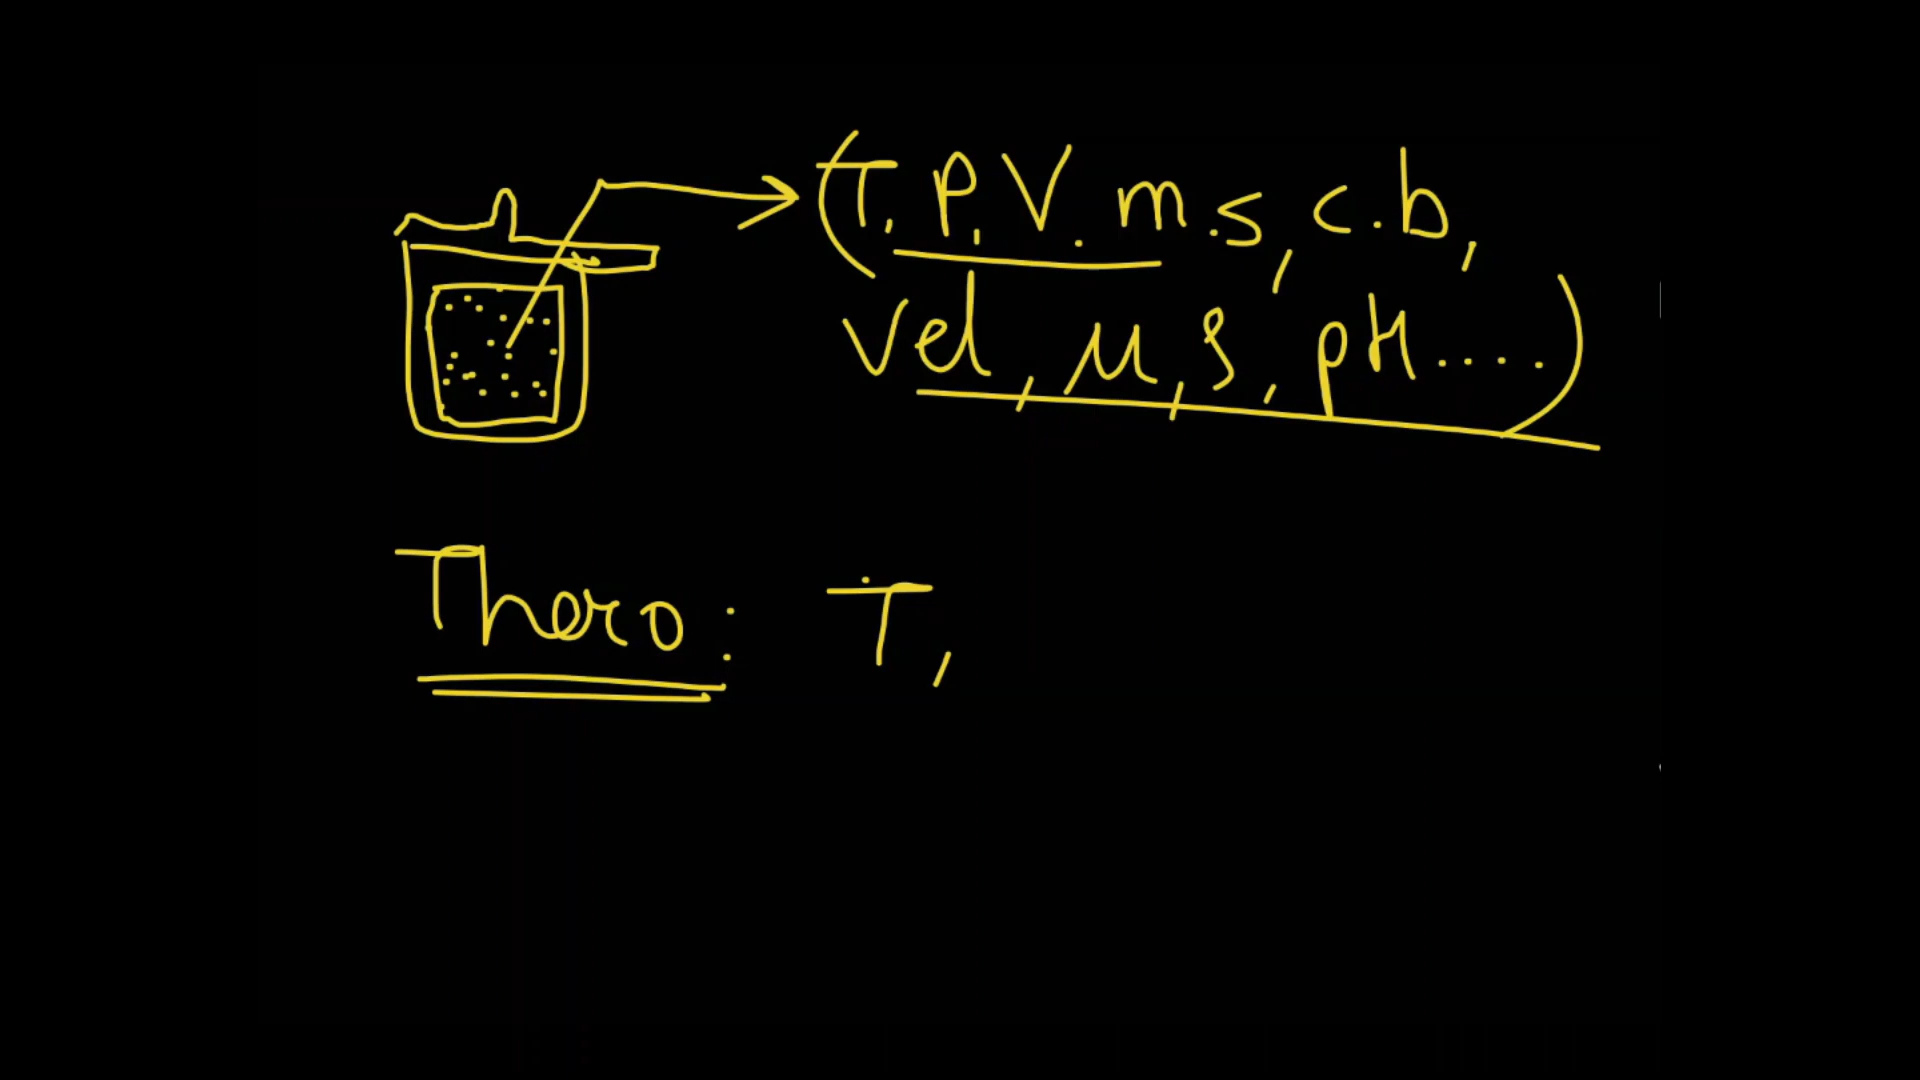 (T, P, V. m.s, c.b,
Vel, μ, ρ, pH....)
Thero: T,